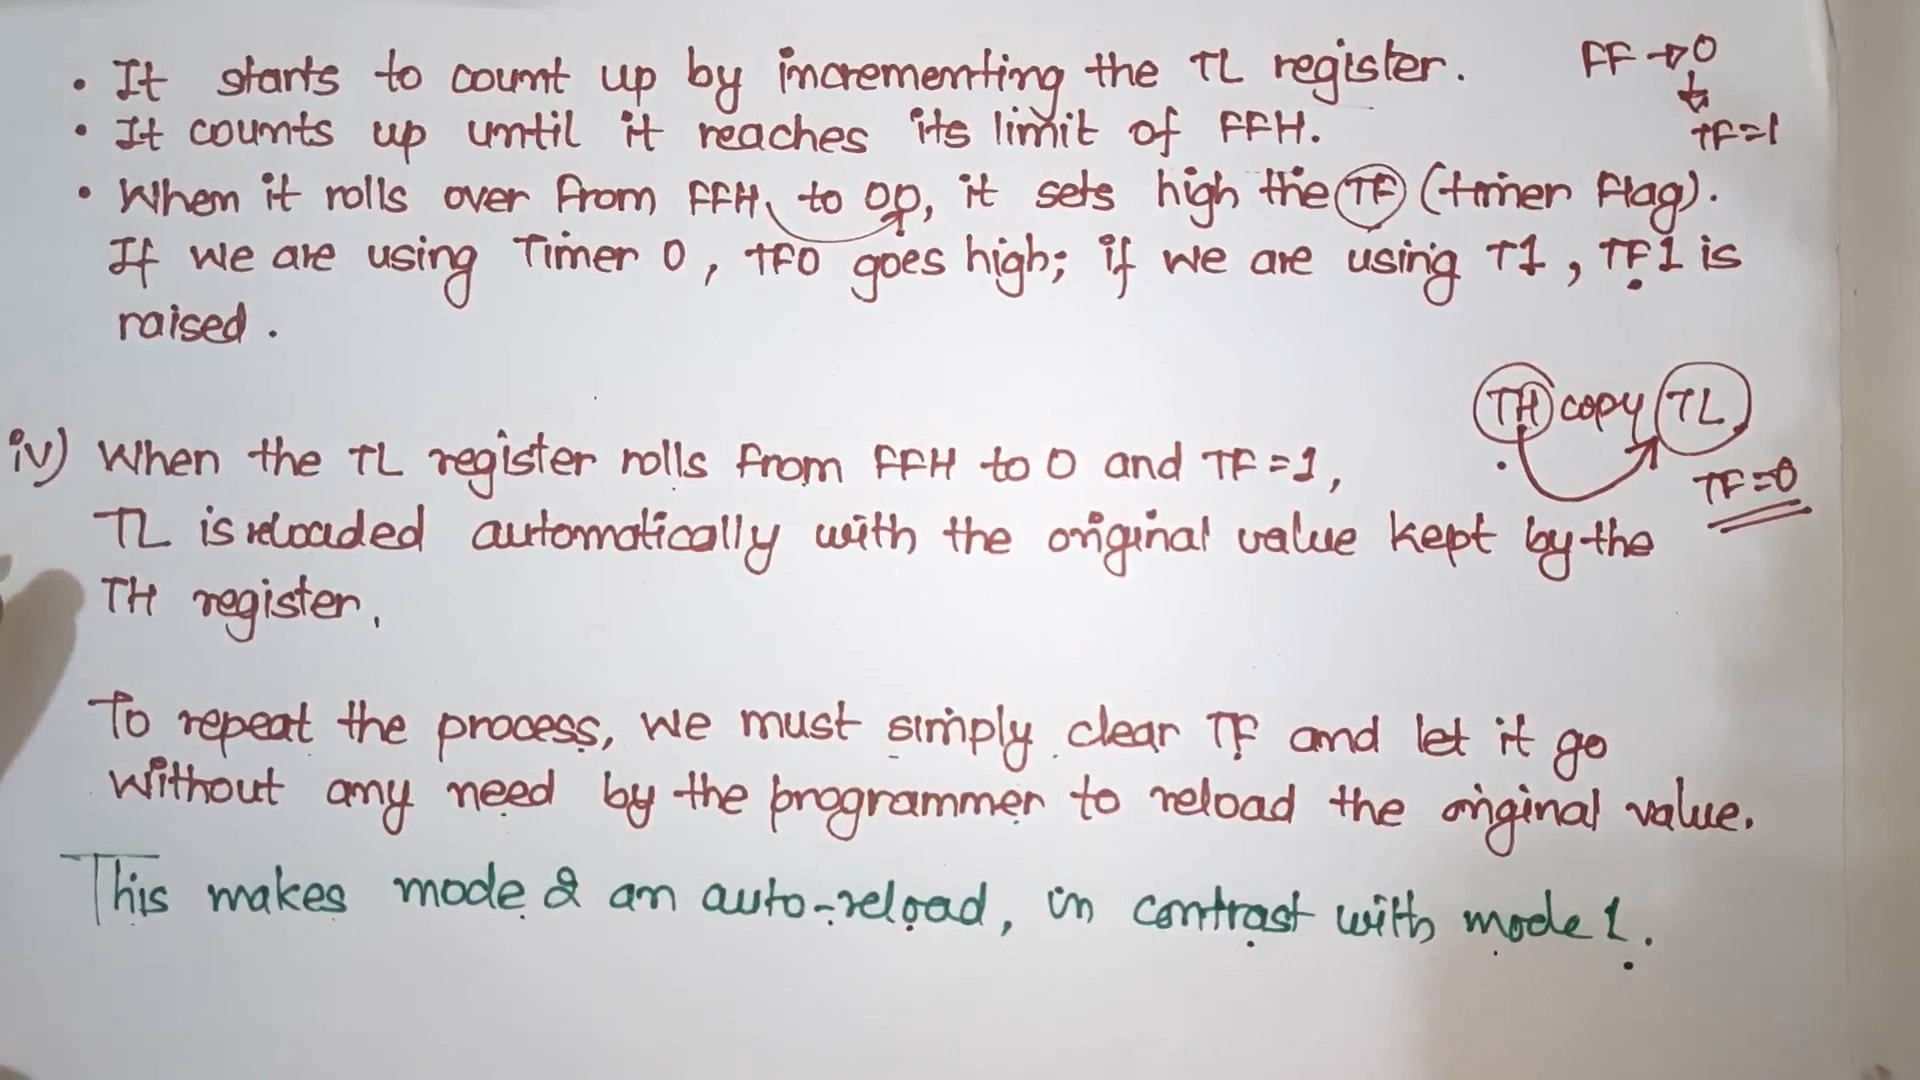 • It starts to count up by incrementing the TL register.
FF → 0
↓
TF=1
• It counts up until it reaches its limit of FFH.
• When it rolls over from FFH to 00, it sets high the TF (timer flag).
If we are using Timer 0, TF0 goes high; if we are using T1, TF1 is
raised.
TH copy TL
TF=0
iv) When the TL register rolls from FFH to 0 and TF=1,
TL is reloaded automatically with the original value kept by the
TH register.
To repeat the process, we must simply clear TF and let it go
without any need by the programmer to reload the original value.
This makes mode 2 an auto-reload, in contrast with mode 1.